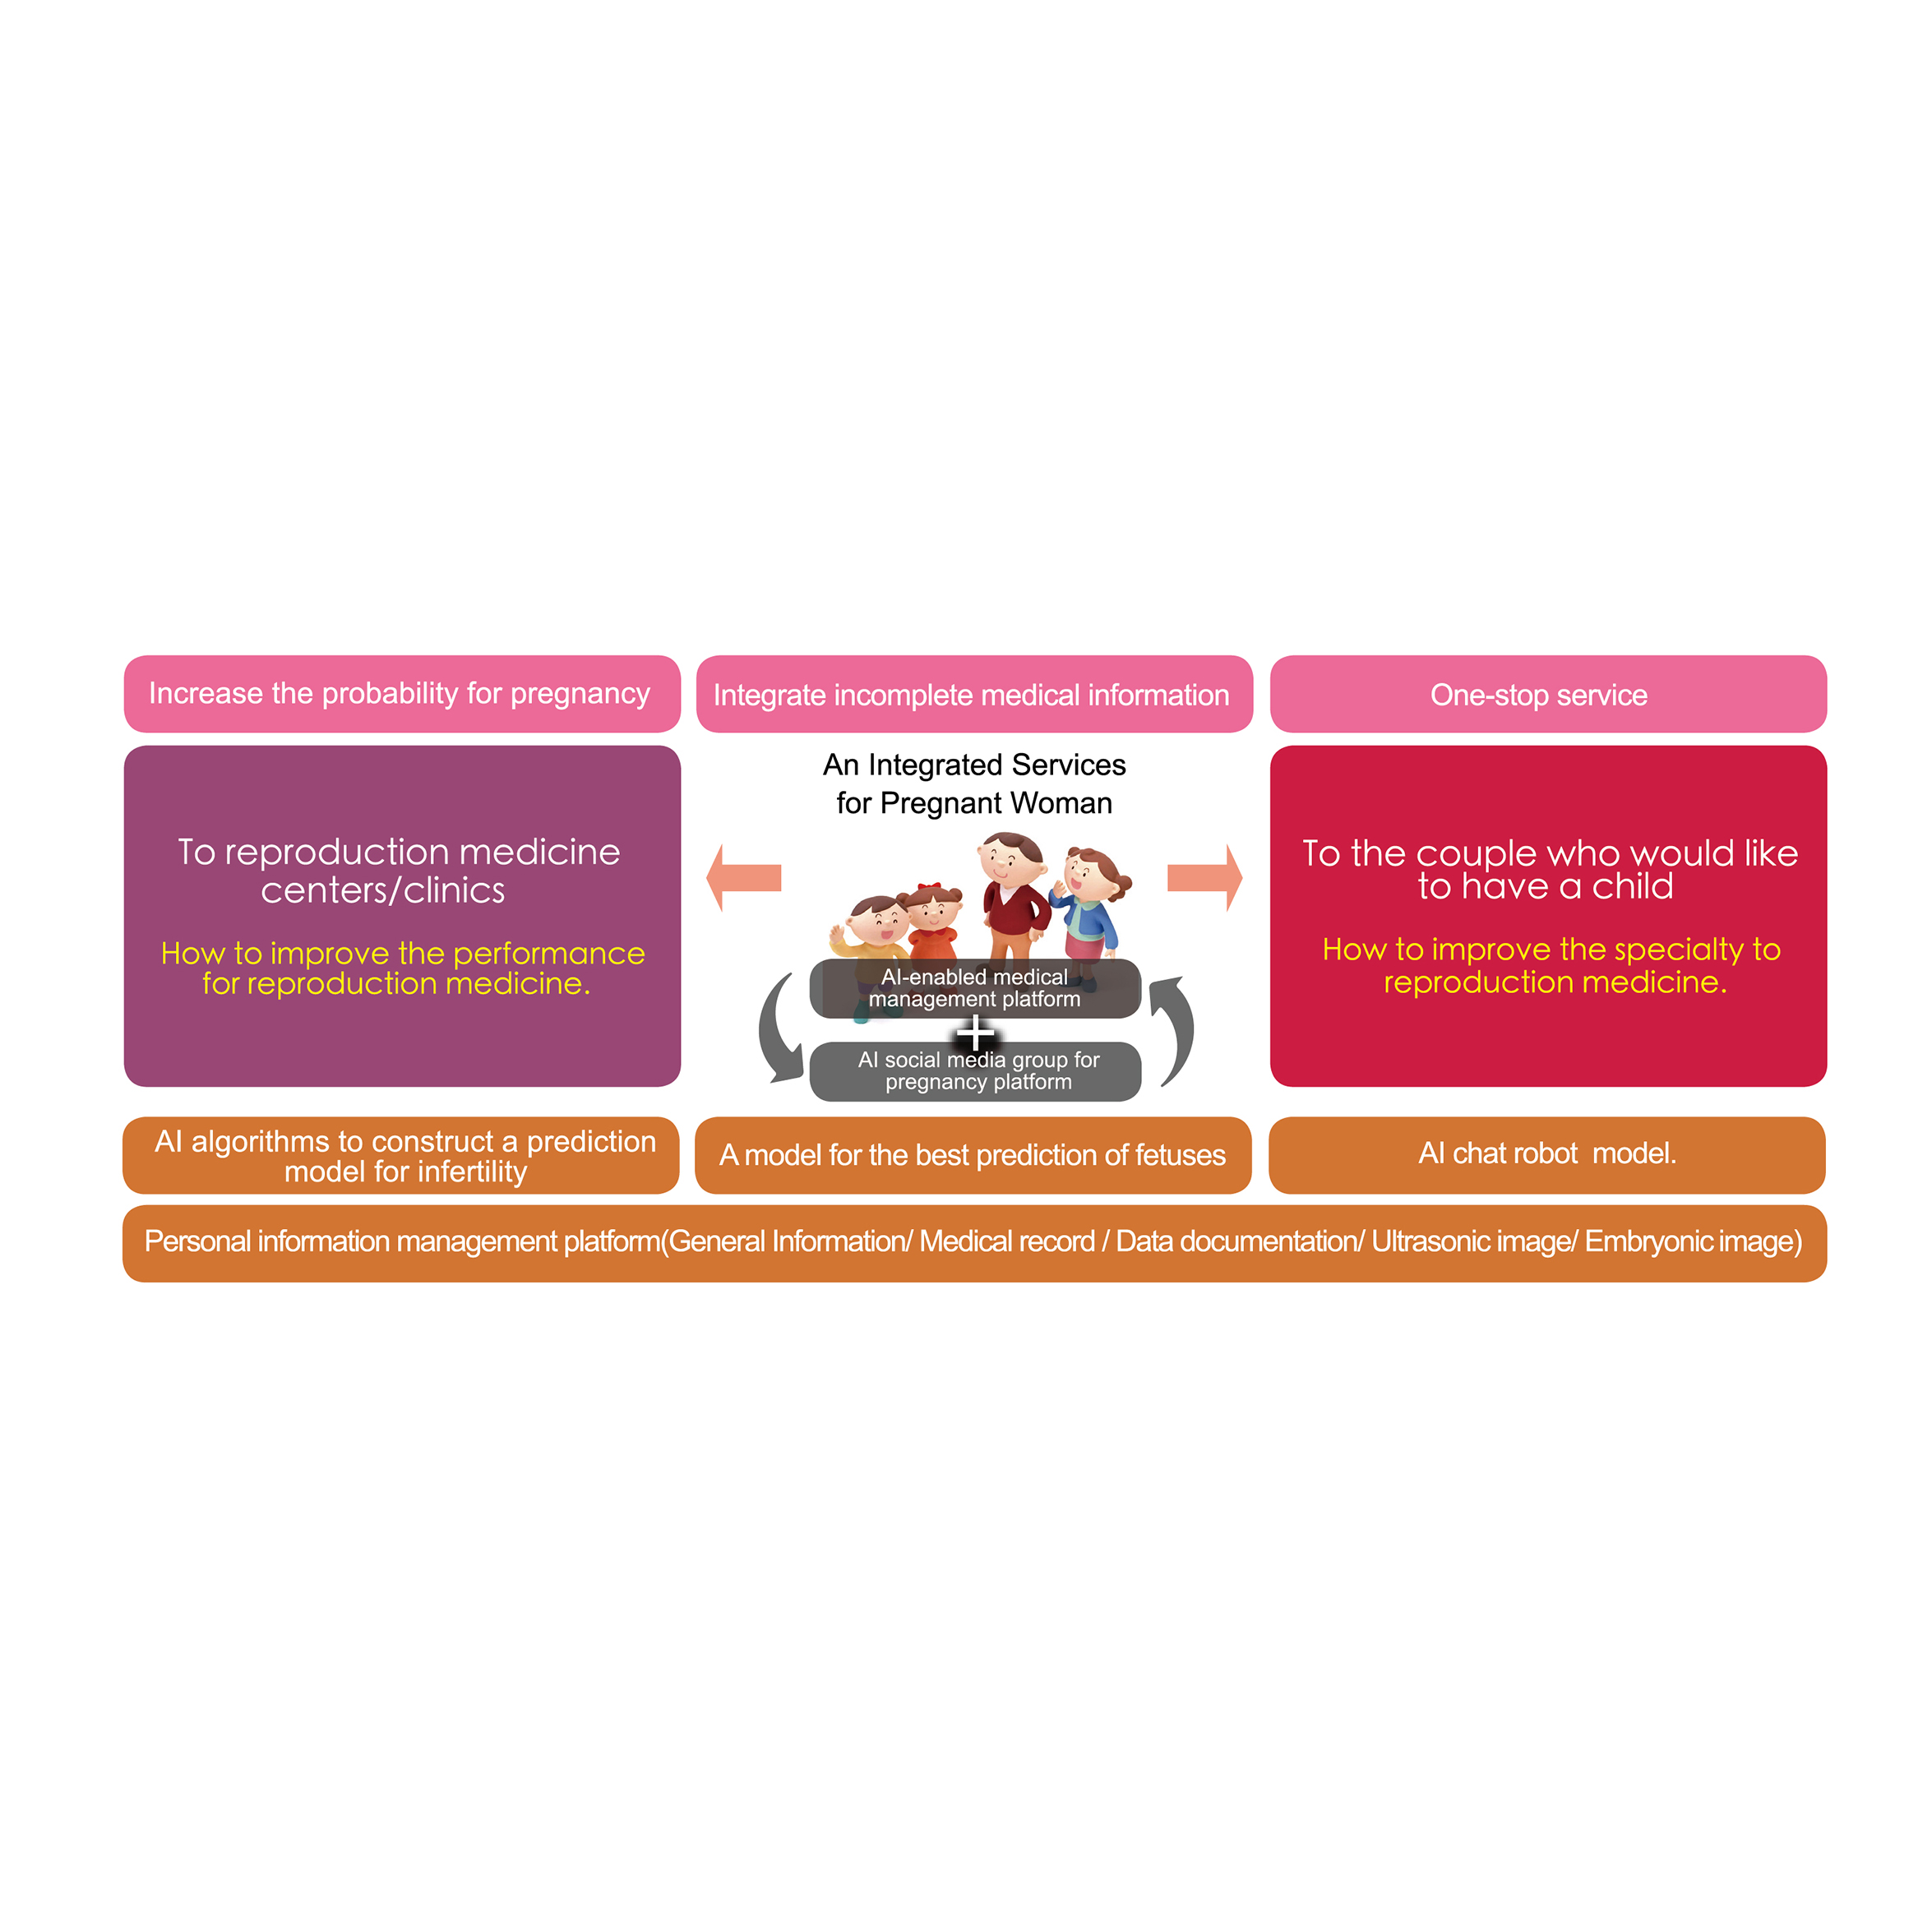 Increase the probability for pregnancy
Integrate incomplete medical information
One-stop service
To reproduction medicine
centers/clinics
How to improve the performance
for reproduction medicine.
An Integrated Services
for Pregnant Woman
AI-enabled medical
management platform
+
AI social media group for
pregnancy platform
To the couple who would like
to have a child
How to improve the specialty to
reproduction medicine.
AI algorithms to construct a prediction
model for infertility
A model for the best prediction of fetuses
AI chat robot model.
Personal information management platform(General Information/ Medical record / Data documentation/ Ultrasonic image/ Embryonic image)